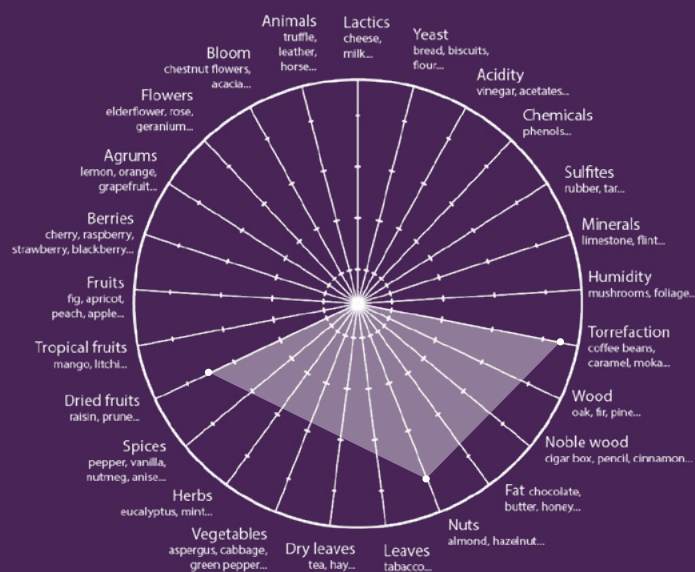 Lactics
cheese,
milk...
Yeast
bread, biscuits,
flour...
Acidity
vinegar, acetates...
Chemicals
phenols...
Sulfites
rubber, tar...
Minerals
limestone, flint...
Humidity
mushrooms, foliage...
Torrefaction
coffee beans,
caramel, moka...
Wood
oak, fir, pine...
Noble wood
cigar box, pencil, cinnamon...
Fat chocolate,
butter, honey...
Nuts
almond, hazelnut...
Leaves
tabacco...
Dry leaves
tea, hay...
Vegetables
aspergus, cabbage,
green pepper...
Herbs
eucalyptus, mint...
Spices
pepper, vanilla,
nutmeg, anise...
Dried fruits
raisin, prune...
Tropical fruits
mango, litchi...
Fruits
fig, apricot,
peach, apple...
Berries
cherry, raspberry,
strawberry, blackberry...
Agrums
lemon, orange,
grapefruit...
Flowers
elderflower, rose,
geranium...
Bloom
chestnut flowers,
acacia...
Animals
truffle,
leather,
horse...